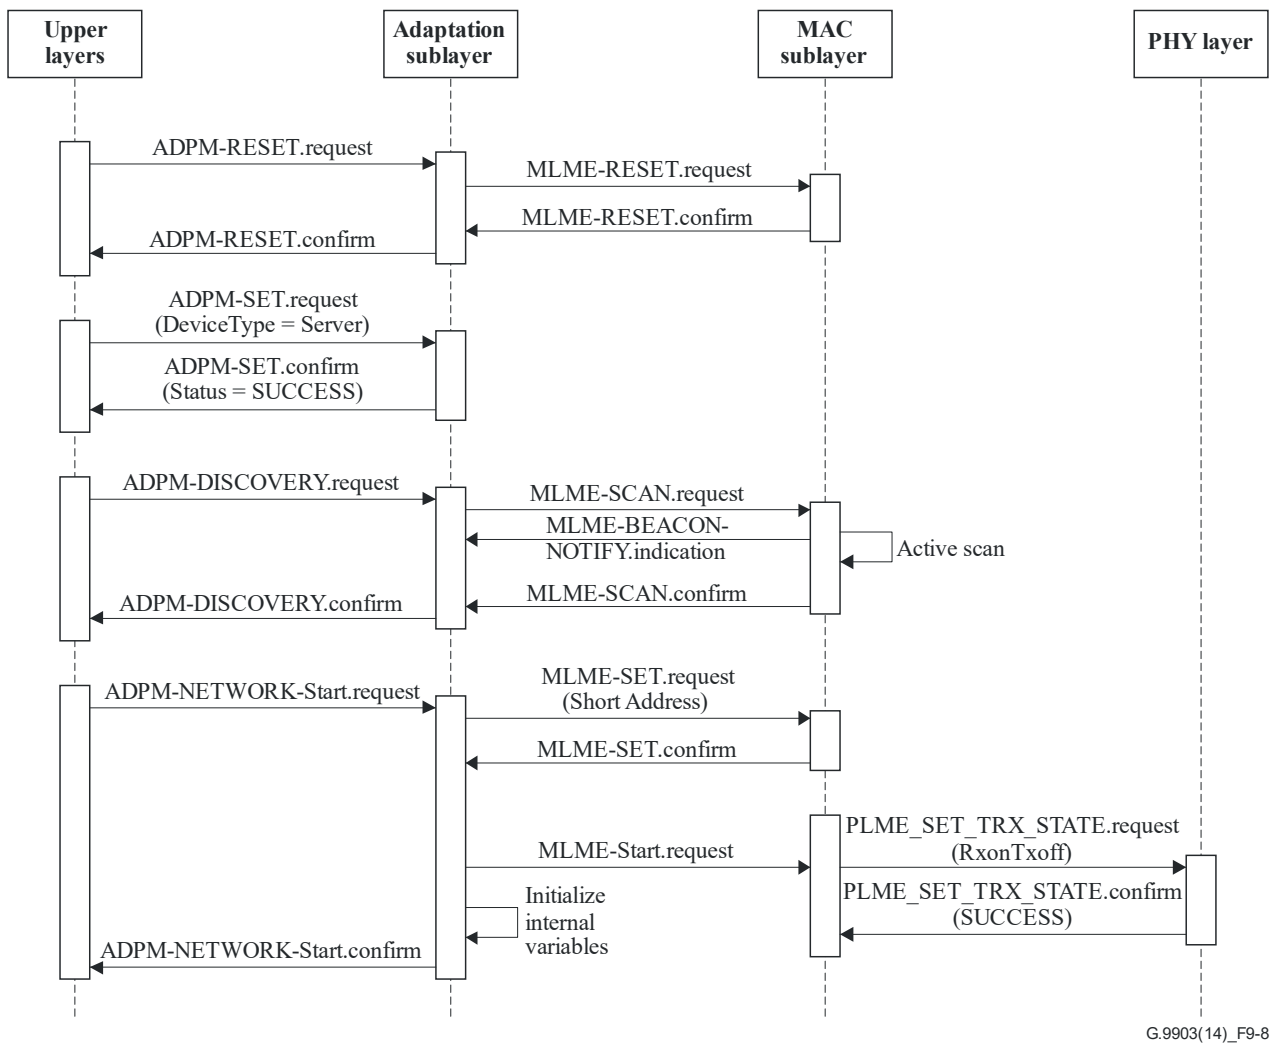 Upper
layers
Adaptation
sublayer
MAC
sublayer
PHY layer
ADPM-RESET.request
MLME-RESET.request
MLME-RESET.confirm
ADPM-RESET.confirm
ADPM-SET.request
(DeviceType = Server)
ADPM-SET.confirm
(Status = SUCCESS)
ADPM-DISCOVERY.request
MLME-SCAN.request
MLME-BEACON-
NOTIFY.indication
Active scan
MLME-SCAN.confirm
ADPM-DISCOVERY.confirm
MLME-SET.request
(Short Address)
ADPM-NETWORK-Start.request
MLME-SET.confirm
PLME_SET_TRX_STATE.request
(RxonTxoff)
MLME-Start.request
PLME_SET_TRX_STATE.confirm
(SUCCESS)
Initialize
internal
variables
ADPM-NETWORK-Start.confirm
G.9903(14)_F9-8